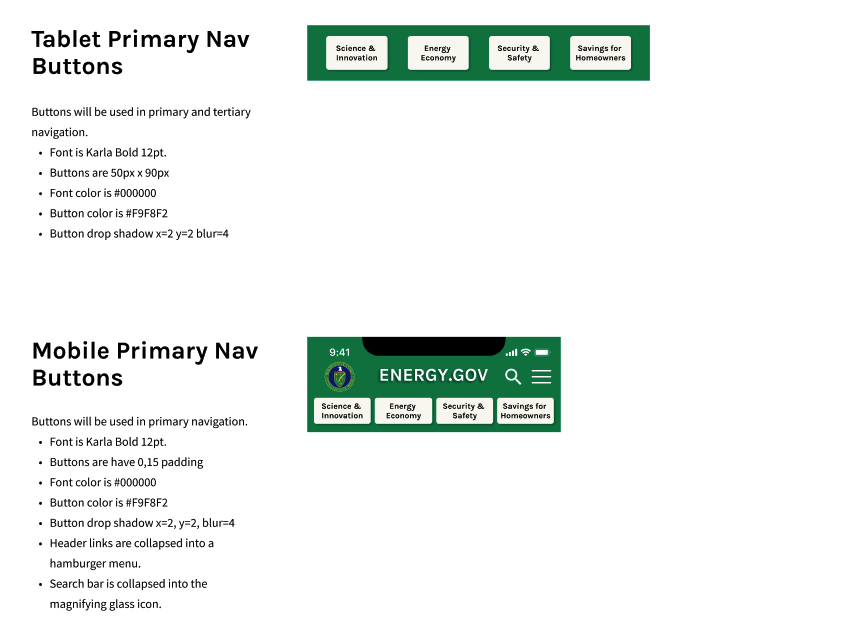 Tablet Primary Nav
Buttons
Buttons will be used in primary and tertiary
navigation.
• Font is Karla Bold 12pt.
• Buttons are 50px x 90px
• Font color is #000000
• Button color is #F9F8F2
• Button drop shadow x=2 y=2 blur=4
Science &
Innovation
Energy
Economy
Security &
Safety
Savings for
Homeowners
Mobile Primary Nav
Buttons
Buttons will be used in primary navigation.
• Font is Karla Bold 12pt.
• Buttons are have 0,15 padding
• Font color is #000000
• Button color is #F9F8F2
• Button drop shadow x=2, y=2, blur=4
• Header links are collapsed into a
hamburger menu.
• Search bar is collapsed into the
magnifying glass icon.
9:41
ENERGY.GOV
Science &
Innovation
Energy
Economy
Security &
Safety
Savings for
Homeowners